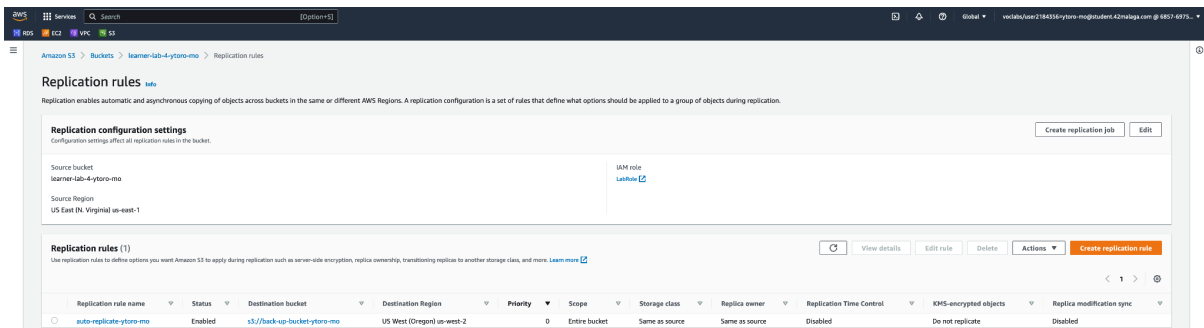 aws Services Search [Option+S] Global ▼ voclabs/user2184356=ytoro-mo@student.42malaga.com @ 6857-6975... ▼
RDS EC2 VPC S3
Amazon S3 > Buckets > learner-lab-4-ytoro-mo > Replication rules
Replication rules Info
Replication enables automatic and asynchronous copying of objects across buckets in the same or different AWS Regions. A replication configuration is a set of rules that define what options should be applied to a group of objects during replication.
Replication configuration settings Create replication job Edit
Configuration settings affect all replication rules in the bucket.
Source bucket IAM role
learner-lab-4-ytoro-mo LabRole
Source Region
US East (N. Virginia) us-east-1
Replication rules (1) View details Edit rule Delete Actions ▼ Create replication rule
Use replication rules to define options you want Amazon S3 to apply during replication such as server-side encryption, replica ownership, transitioning replicas to another storage class, and more. Learn more
< 1 >
Replication rule name Status Destination bucket Destination Region Priority Scope Storage class Replica owner Replication Time Control KMS-encrypted objects Replica modification sync
auto-replicate-ytoro-mo Enabled s3://back-up-bucket-ytoro-mo US West (Oregon) us-west-2 0 Entire bucket Same as source Same as source Disabled Do not replicate Disabled